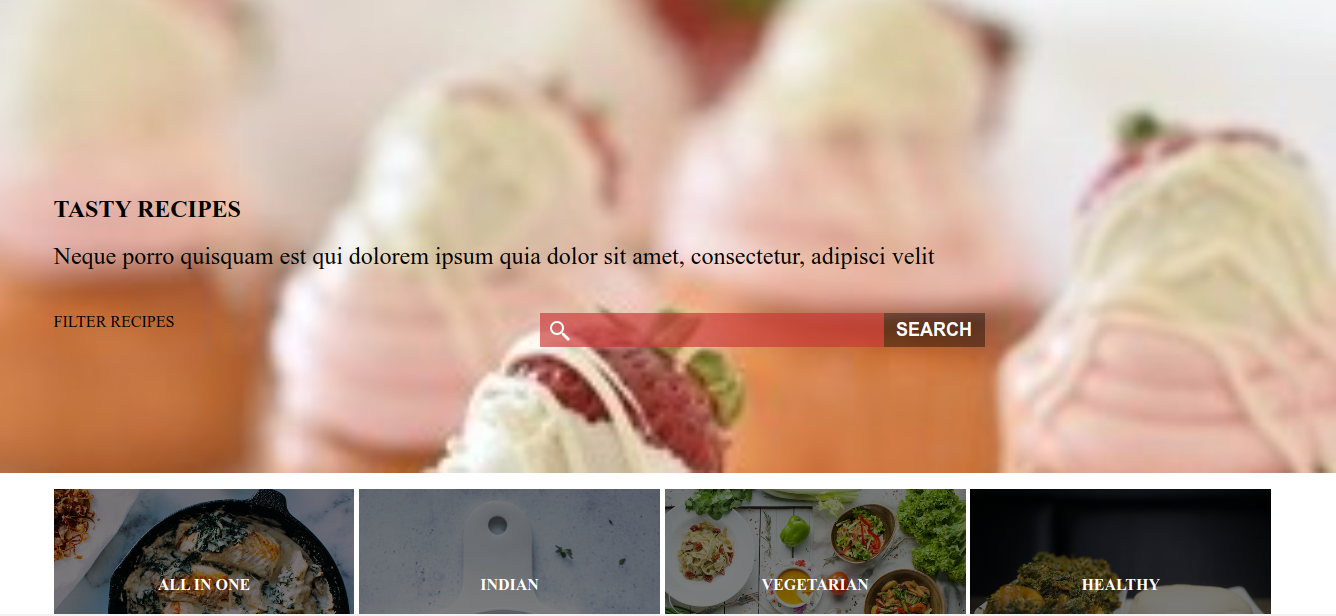 TASTY RECIPES
Neque porro quisquam est qui dolorem ipsum quia dolor sit amet, consectetur, adipisci velit
FILTER RECIPES
SEARCH
ALL IN ONE
INDIAN
VEGETARIAN
HEALTHY